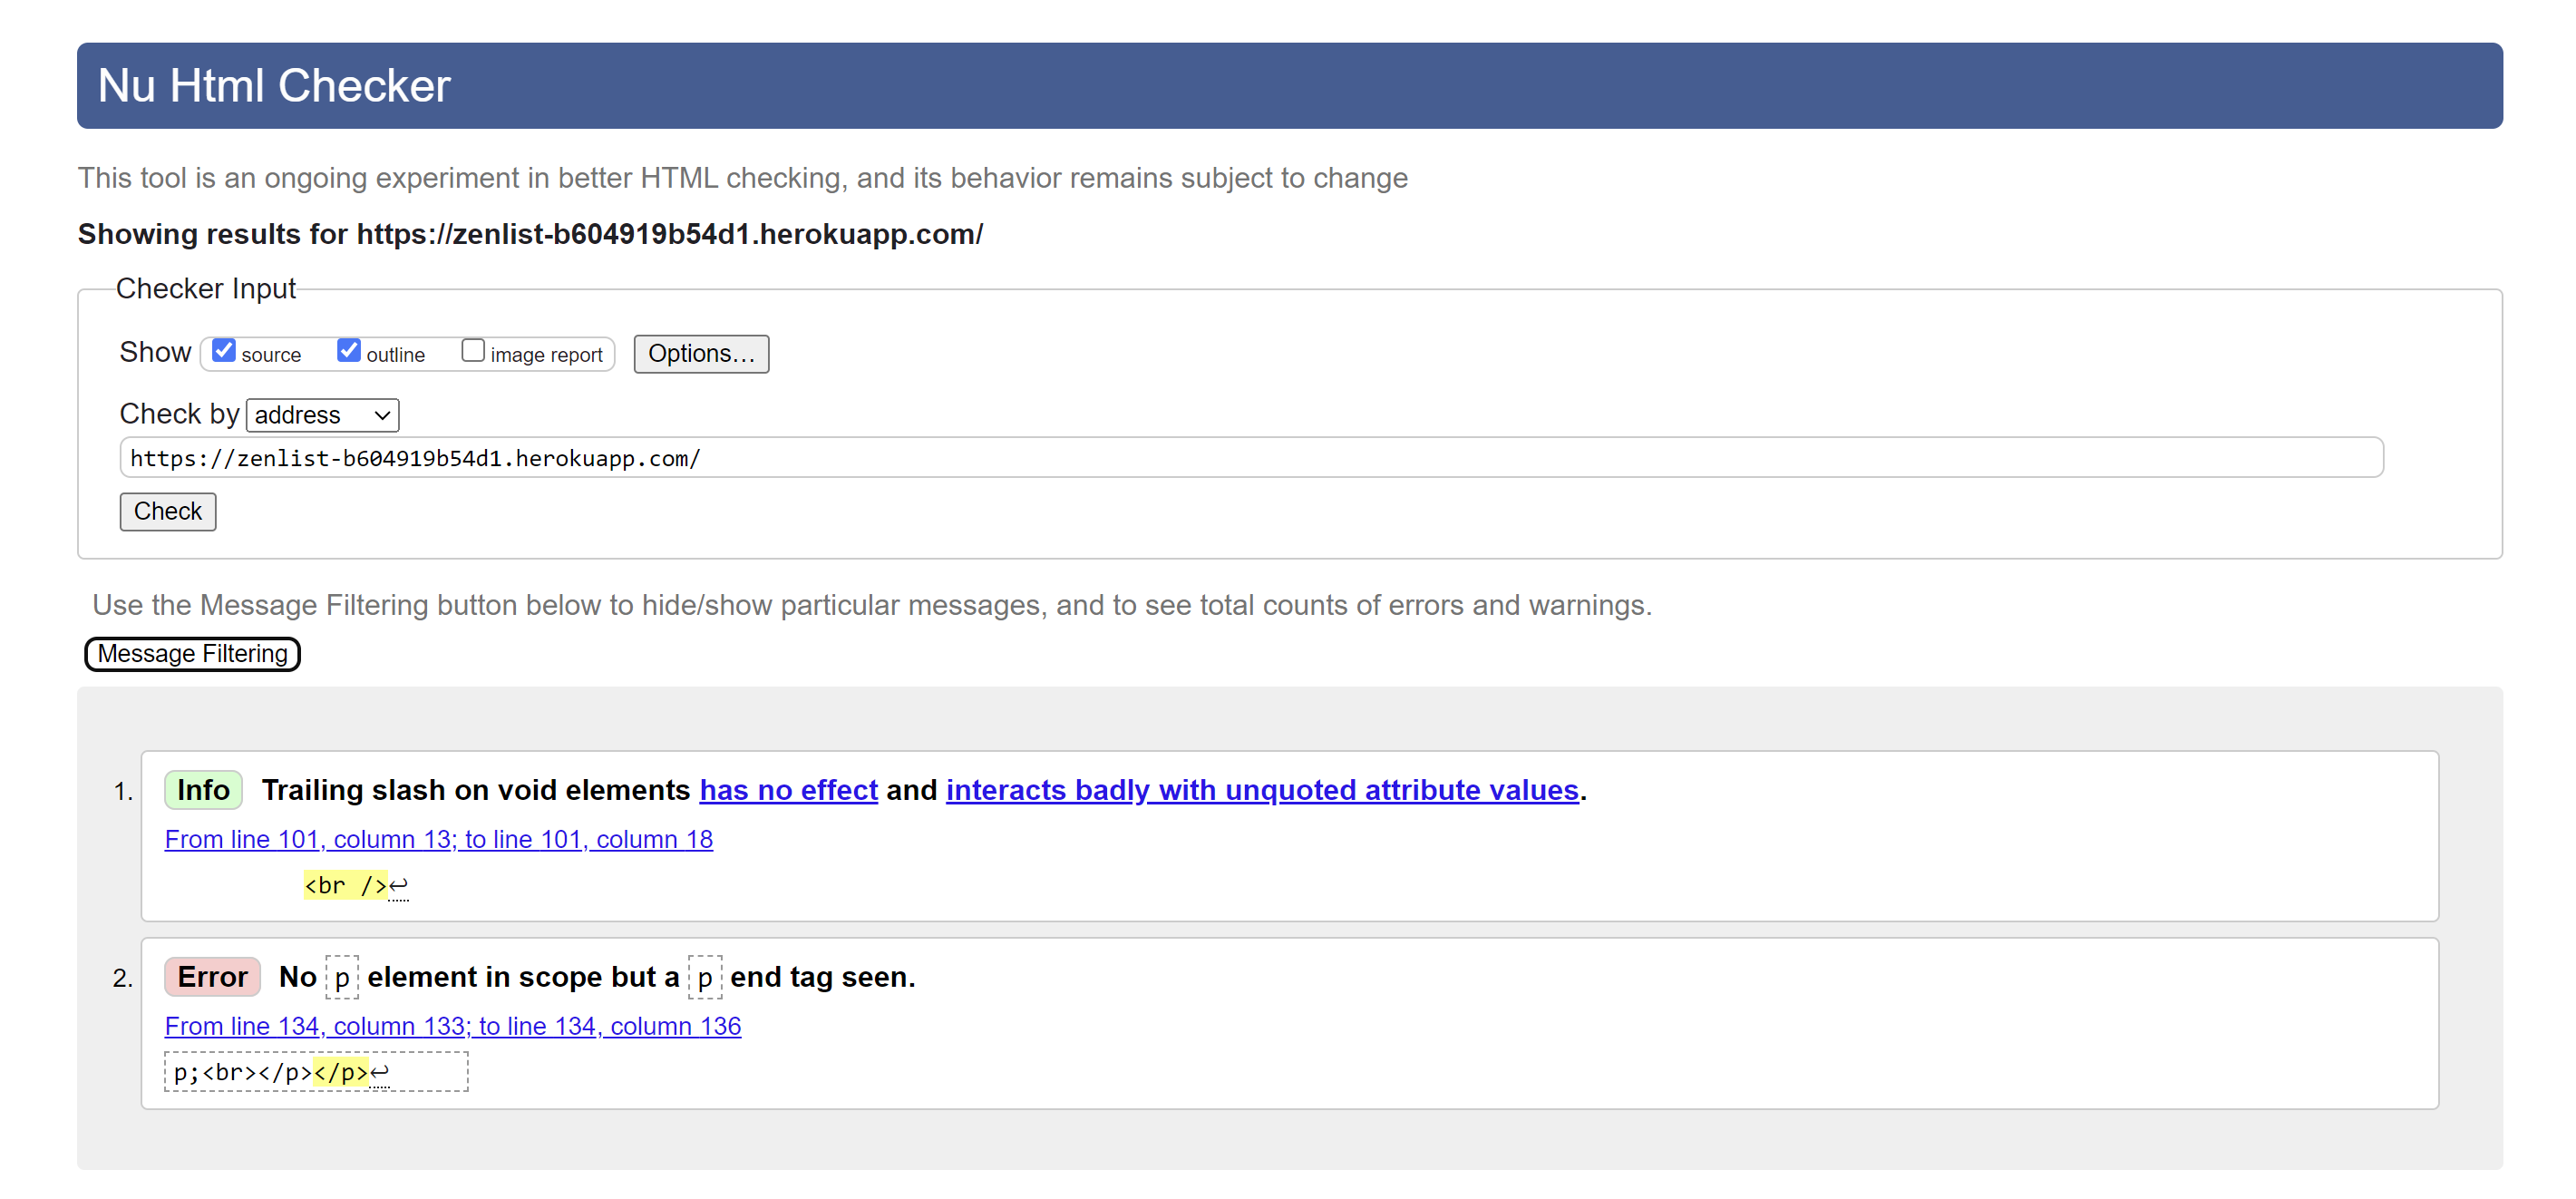 Nu Html Checker
This tool is an ongoing experiment in better HTML checking, and its behavior remains subject to change
Showing results for https://zenlist-b604919b54d1.herokuapp.com/
Checker Input
Show source outline image report Options…
Check by address
https://zenlist-b604919b54d1.herokuapp.com/
Check
Use the Message Filtering button below to hide/show particular messages, and to see total counts of errors and warnings.
Message Filtering
1. Info Trailing slash on void elements has no effect and interacts badly with unquoted attribute values.
From line 101, column 13; to line 101, column 18
<br />↩
2. Error No p element in scope but a p end tag seen.
From line 134, column 133; to line 134, column 136
p;<br></p></p>↩